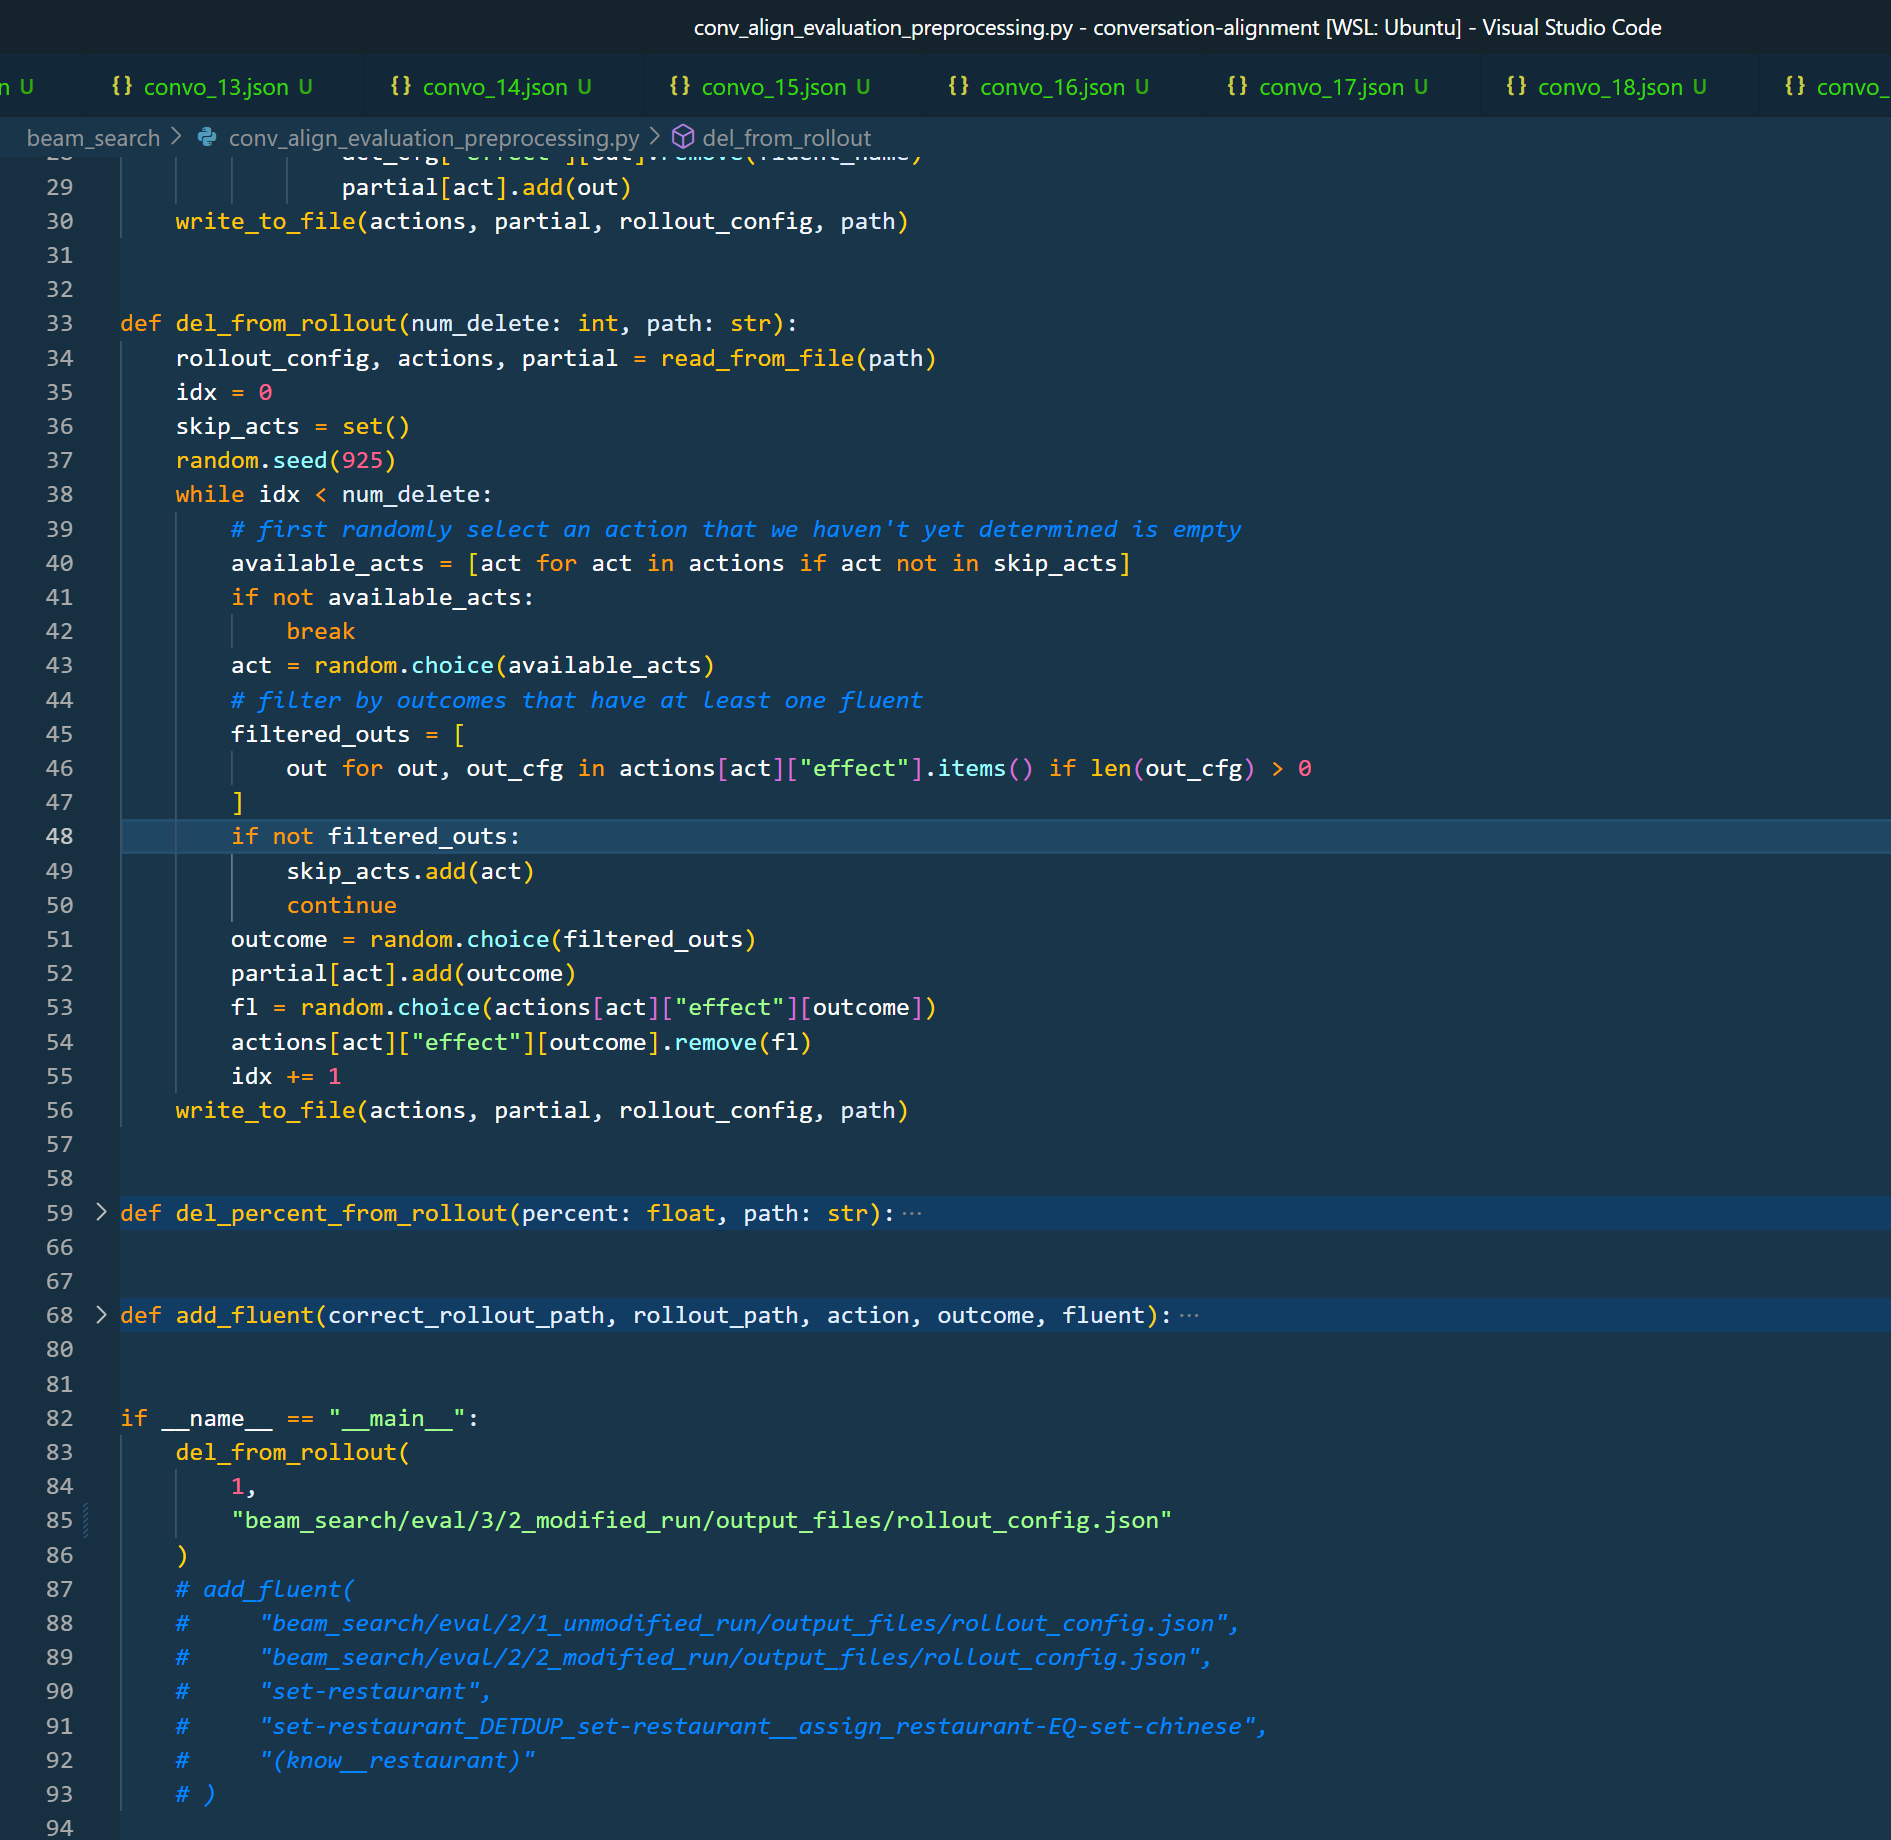 conv_align_evaluation_preprocessing.py - conversation-alignment [WSL: Ubuntu] - Visual Studio Code
n U {} convo_13.json U {} convo_14.json U {} convo_15.json U {} convo_16.json U {} convo_17.json U {} convo_18.json U {} convo_
beam_search > conv_align_evaluation_preprocessing.py > del_from_rollout
28 act_cfg["effect"][out].remove(fluent_name)
29 partial[act].add(out)
30 write_to_file(actions, partial, rollout_config, path)
31
32
33 def del_from_rollout(num_delete: int, path: str):
34 rollout_config, actions, partial = read_from_file(path)
35 idx = 0
36 skip_acts = set()
37 random.seed(925)
38 while idx < num_delete:
39 # first randomly select an action that we haven't yet determined is empty
40 available_acts = [act for act in actions if act not in skip_acts]
41 if not available_acts:
42 break
43 act = random.choice(available_acts)
44 # filter by outcomes that have at least one fluent
45 filtered_outs = [
46 out for out, out_cfg in actions[act]["effect"].items() if len(out_cfg) > 0
47 ]
48 if not filtered_outs:
49 skip_acts.add(act)
50 continue
51 outcome = random.choice(filtered_outs)
52 partial[act].add(outcome)
53 fl = random.choice(actions[act]["effect"][outcome])
54 actions[act]["effect"][outcome].remove(fl)
55 idx += 1
56 write_to_file(actions, partial, rollout_config, path)
57
58
59 > def del_percent_from_rollout(percent: float, path: str):···
66
67
68 > def add_fluent(correct_rollout_path, rollout_path, action, outcome, fluent):···
80
81
82 if __name__ == "__main__":
83 del_from_rollout(
84 1,
85 "beam_search/eval/3/2_modified_run/output_files/rollout_config.json"
86 )
87 # add_fluent(
88 # "beam_search/eval/2/1_unmodified_run/output_files/rollout_config.json",
89 # "beam_search/eval/2/2_modified_run/output_files/rollout_config.json",
90 # "set-restaurant",
91 # "set-restaurant_DETDUP_set-restaurant__assign_restaurant-EQ-set-chinese",
92 # "(know__restaurant)"
93 # )
94